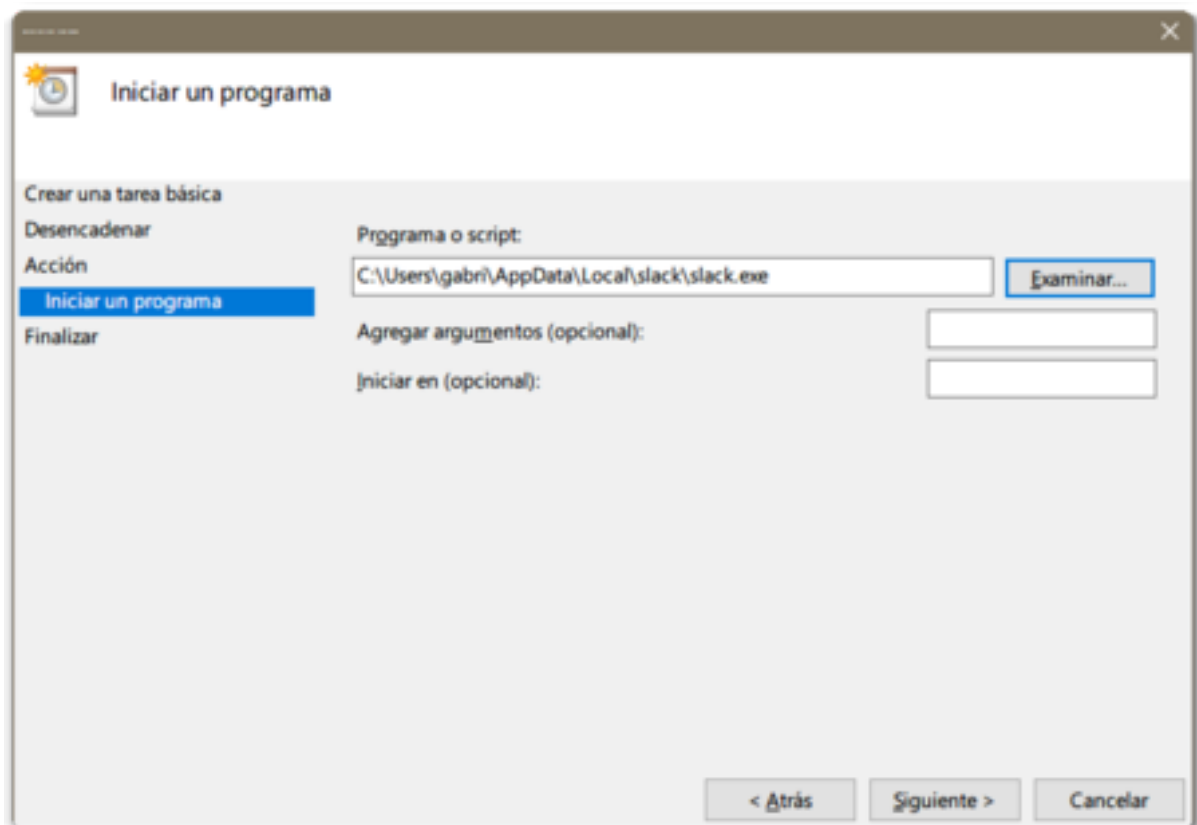 Iniciar un programa
Crear una tarea básica
Desencadenar
Acción
Iniciar un programa
Finalizar
Programa o script:
C:\Users\gabri\AppData\Local\slack\slack.exe
Examinar...
Agregar argumentos (opcional):
Iniciar en (opcional):
< Atrás
Siguiente >
Cancelar